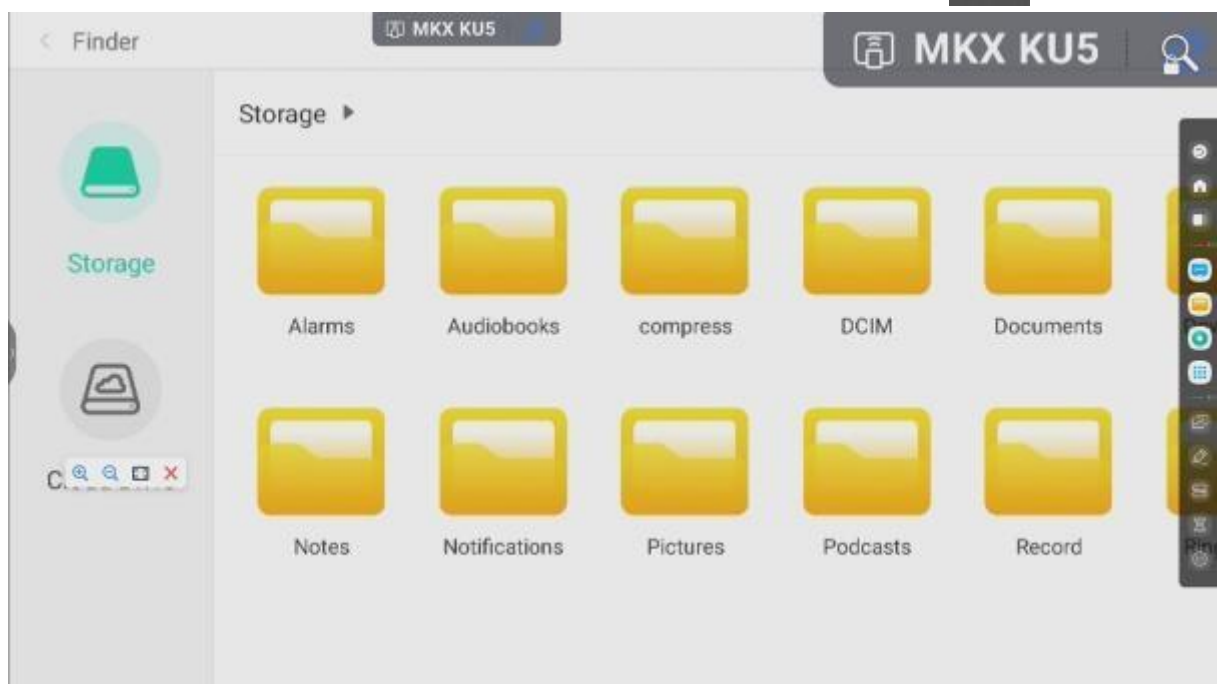 Finder
MKX KU5
MKX KU5
Storage
Storage
Alarms
Audiobooks
compress
DCIM
Documents
Notes
Notifications
Pictures
Podcasts
Record